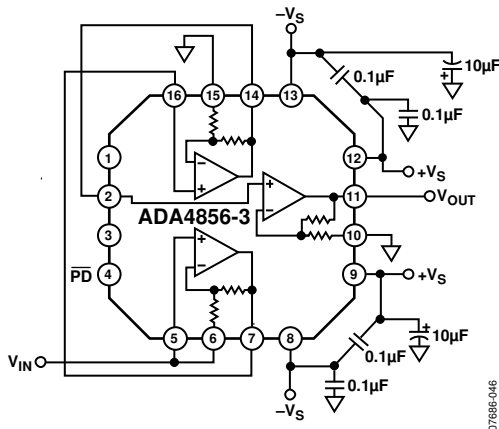 −VS
10µF
+
0.1µF
0.1µF
16
15
14
13
1
12
+VS
2
11
VOUT
ADA4856-3
3
10
PD
4
9
+VS
+
10µF
0.1µF
VIN
5
6
7
8
0.1µF
−VS
−
+
+
−
+
−
07686-046